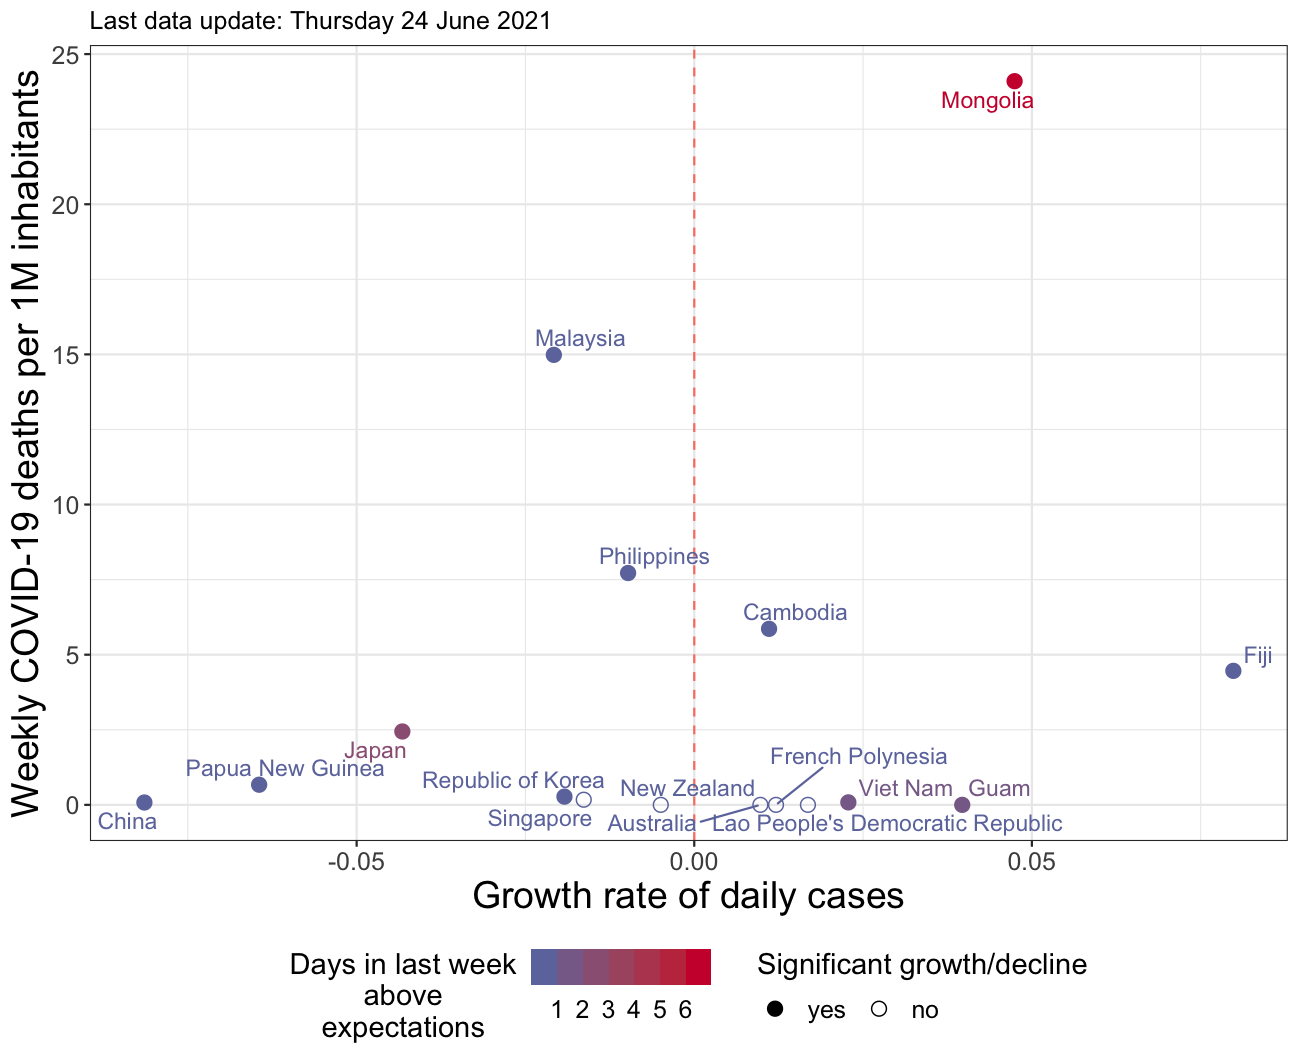 Last data update: Thursday 24 June 2021
Weekly COVID-19 deaths per 1M inhabitants
25
20
15
10
5
0
Mongolia
Malaysia
Philippines
Cambodia
Fiji
Japan
French Polynesia
Papua New Guinea
Republic of Korea
New Zealand
Viet Nam
Guam
China
Singapore
Australia
Lao People's Democratic Republic
-0.05
0.00
0.05
Growth rate of daily cases
Days in last week
above
expectations
1 2 3 4 5 6
Significant growth/decline
yes
no